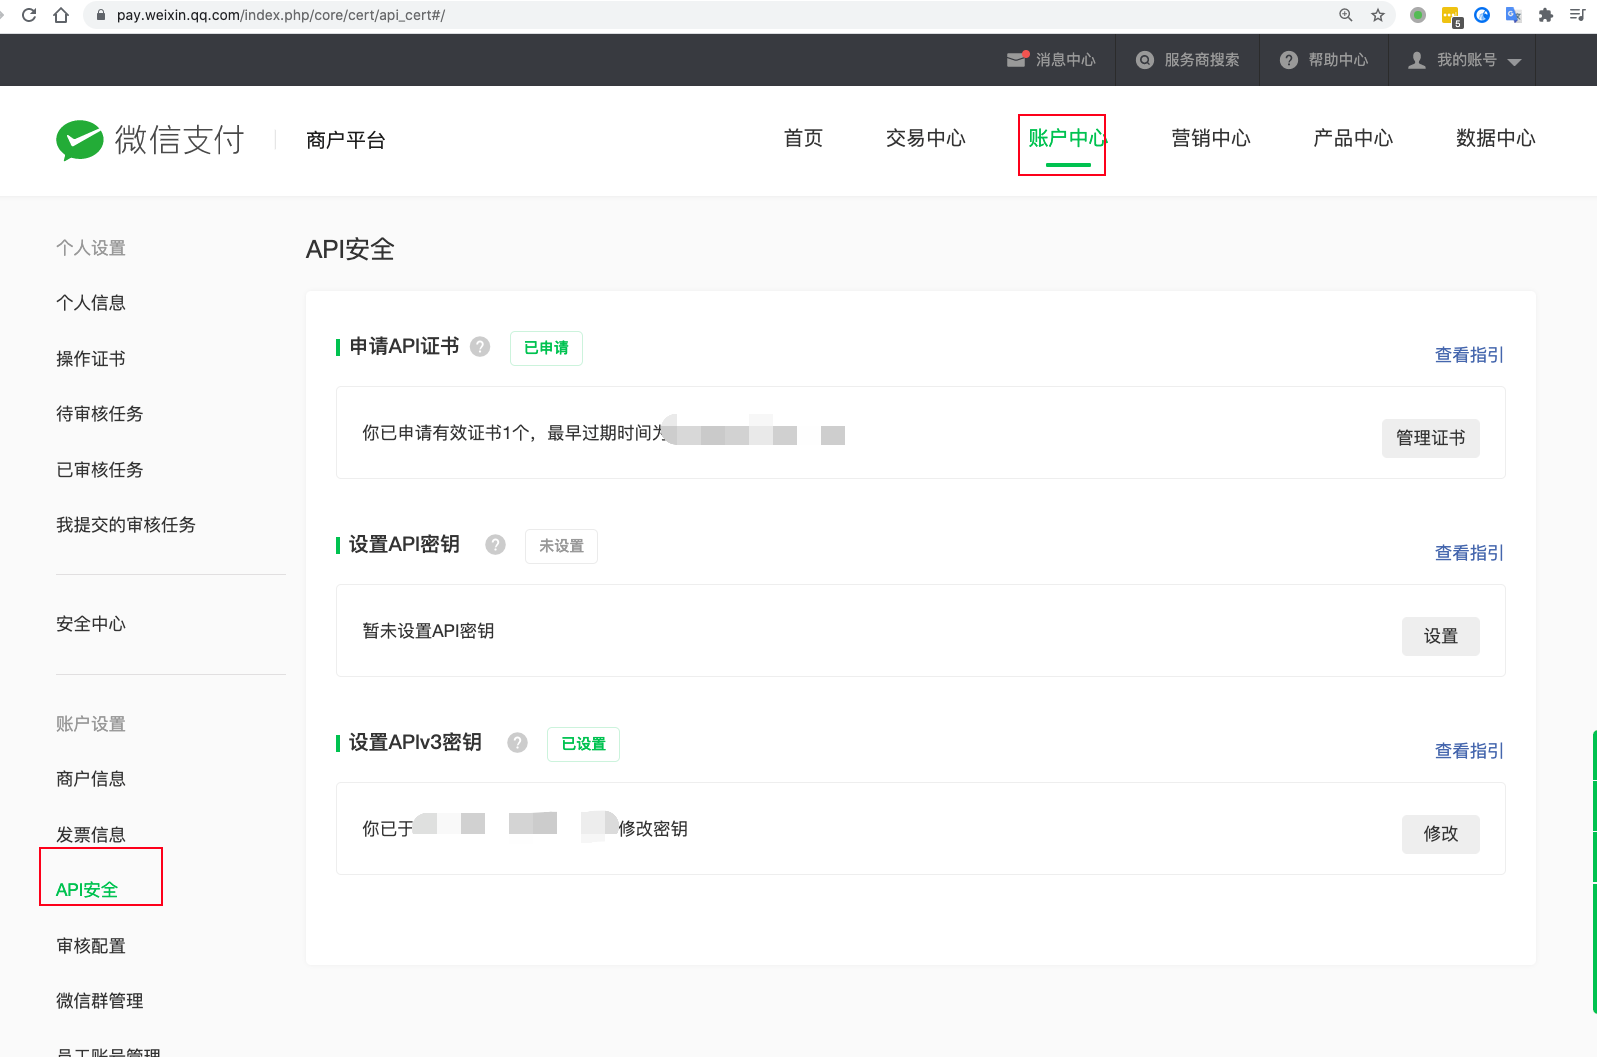 pay.weixin.qq.com/index.php/core/cert/api_cert#/
5
消息中心
服务商搜索
帮助中心
我的账号
微信支付
商户平台
首页
交易中心
账户中心
营销中心
产品中心
数据中心
个人设置
个人信息
操作证书
待审核任务
已审核任务
我提交的审核任务
安全中心
账户设置
商户信息
发票信息
API安全
审核配置
微信群管理
员工账号管理
API安全
申请API证书 ? 已申请
查看指引
你已申请有效证书1个，最早过期时间为
管理证书
设置API密钥 ? 未设置
查看指引
暂未设置API密钥
设置
设置APIv3密钥 ? 已设置
查看指引
你已于 修改密钥
修改